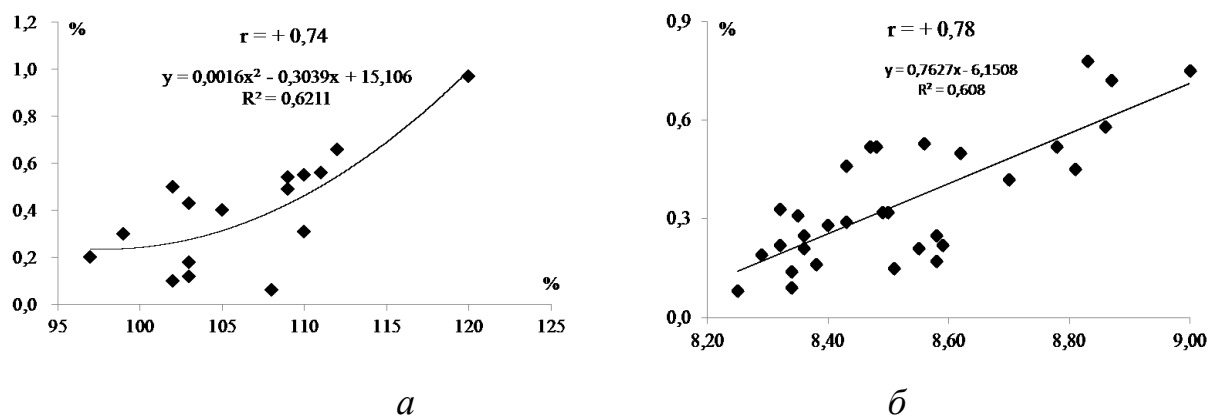 1,2
%
r = + 0,74
y = 0,0016x² - 0,3039x + 15,106
R² = 0,6211
1,0
0,8
0,6
0,4
0,2
0,0
%
95 100 105 110 115 120 125
а
0,9
%
r = + 0,78
y = 0,7627x - 6,1508
R² = 0,608
0,6
0,3
0,0
8,20 8,40 8,60 8,80 9,00
б